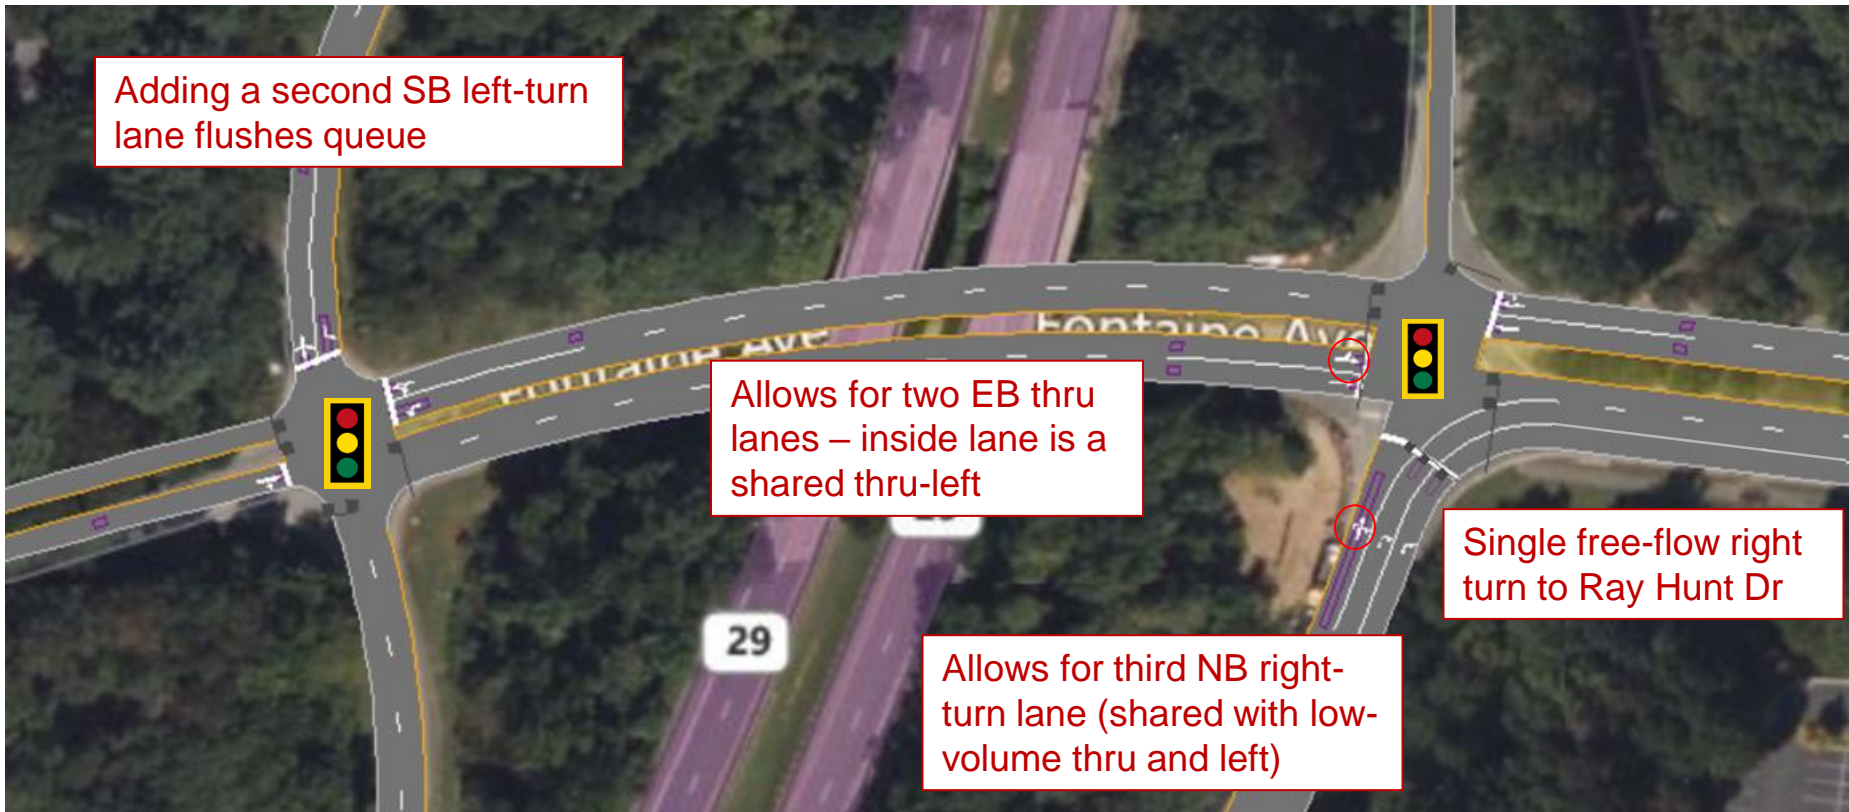 Adding a second SB left-turn
lane flushes queue
Fontaine Ave
Fontaine Ave
Allows for two EB thru
lanes – inside lane is a
shared thru-left
Single free-flow right
turn to Ray Hunt Dr
29
Allows for third NB right-
turn lane (shared with low-
volume thru and left)